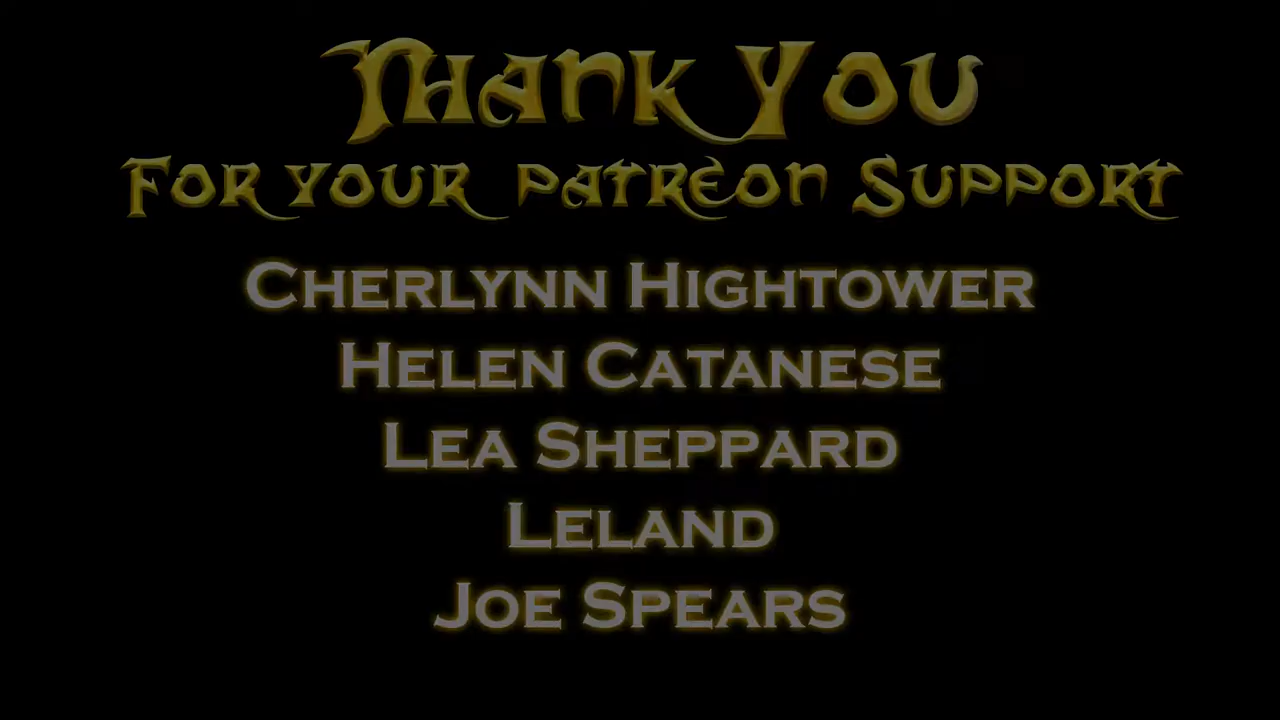 Thank You
For your patreon Support
Cherlynn Hightower
Helen Catanese
Lea Sheppard
Leland
Joe Spears